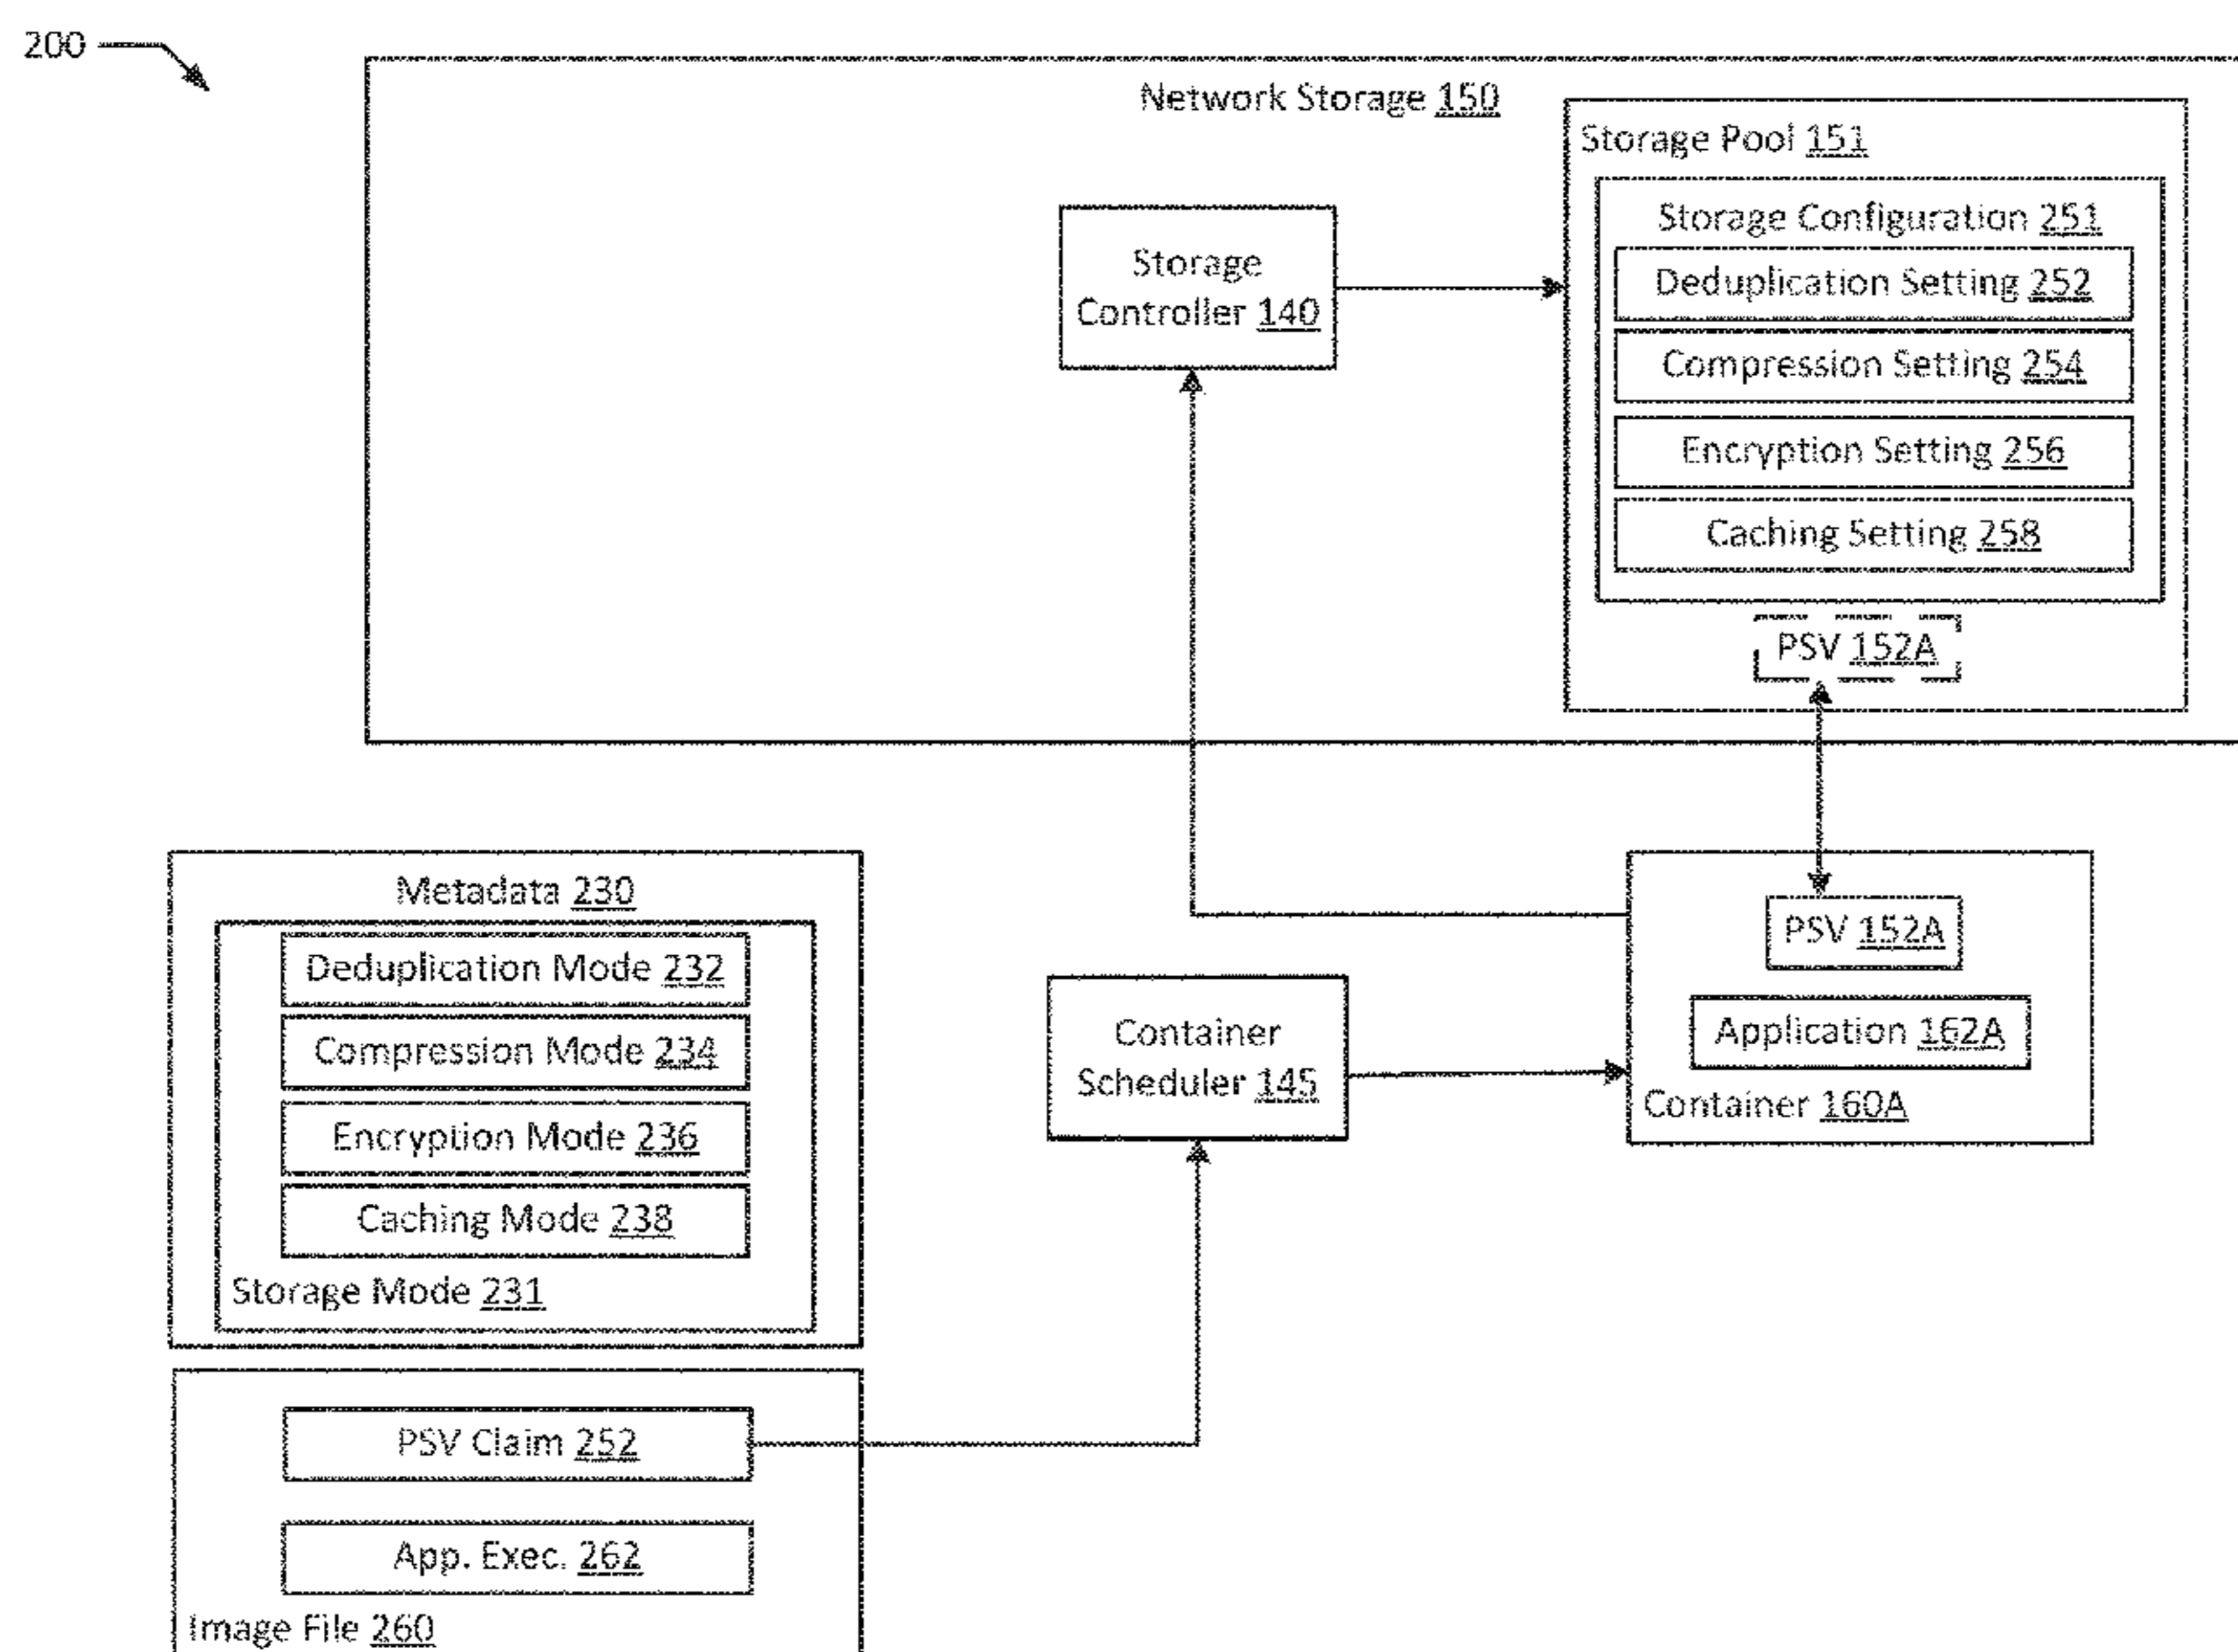 200
Network Storage 150
Storage Pool 151
Storage Configuration 251
Deduplication Setting 252
Compression Setting 254
Encryption Setting 256
Caching Setting 258
PSV 152A
Storage
Controller 140
Metadata 230
Deduplication Mode 232
Compression Mode 234
Encryption Mode 236
Caching Mode 238
Storage Mode 231
Container
Scheduler 145
PSV 152A
Application 162A
Container 160A
PSV Claim 252
App. Exec. 262
Image File 260